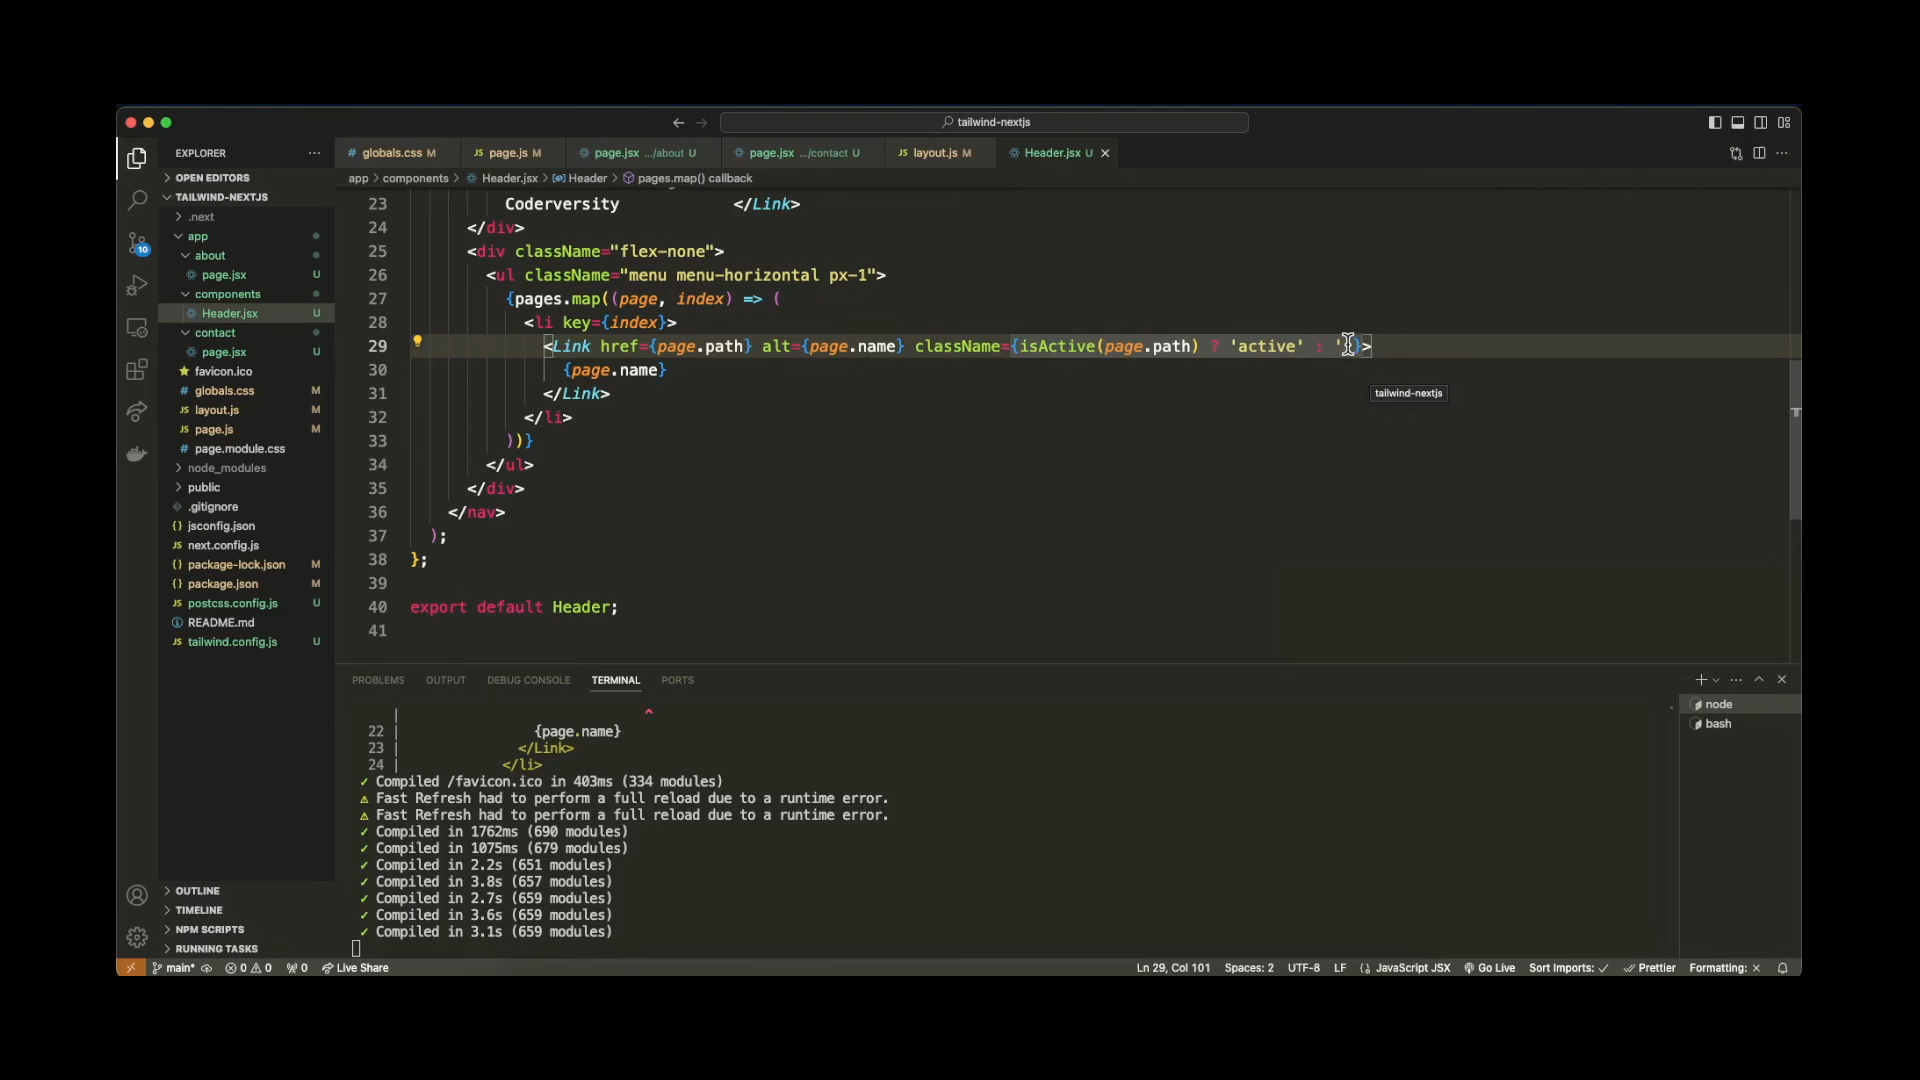 tailwind-nextjs
EXPLORER
globals.css M
page.js M
page.jsx .../about U
page.jsx .../contact U
layout.js M
Header.jsx U
OPEN EDITORS
app > components > Header.jsx > Header > pages.map() callback
TAILWIND-NEXTJS
.next
app
about
page.jsx U
components
Header.jsx U
contact
page.jsx U
favicon.ico
globals.css M
layout.js M
page.js M
page.module.css
node_modules
public
.gitignore
jsconfig.json
next.config.js
package-lock.json M
package.json M
postcss.config.js U
README.md
tailwind.config.js U
10
OUTLINE
TIMELINE
NPM SCRIPTS
RUNNING TASKS
23 Coderversity </Link>
24 </div>
25 <div className="flex-none">
26 <ul className="menu menu-horizontal px-1">
27 {pages.map((page, index) => (
28 <li key={index}>
29 <Link href={page.path} alt={page.name} className={isActive(page.path) ? 'active' : '}>
30 {page.name}
31 </Link>
32 </li>
33 ))}
34 </ul>
35 </div>
36 </nav>
37 );
38 };
39
40 export default Header;
41
tailwind-nextjs
PROBLEMS OUTPUT DEBUG CONSOLE TERMINAL PORTS
| ^
22 | {page.name}
23 | </Link>
24 | </li>
✓ Compiled /favicon.ico in 403ms (334 modules)
⚠ Fast Refresh had to perform a full reload due to a runtime error.
⚠ Fast Refresh had to perform a full reload due to a runtime error.
✓ Compiled in 1762ms (690 modules)
✓ Compiled in 1075ms (679 modules)
✓ Compiled in 2.2s (651 modules)
✓ Compiled in 3.8s (657 modules)
✓ Compiled in 2.7s (659 modules)
✓ Compiled in 3.6s (659 modules)
✓ Compiled in 3.1s (659 modules)
node
bash
main* 0 0 0 Live Share Ln 29, Col 101 Spaces: 2 UTF-8 LF JavaScript JSX Go Live Sort Imports: ✓ Prettier Formatting: ×